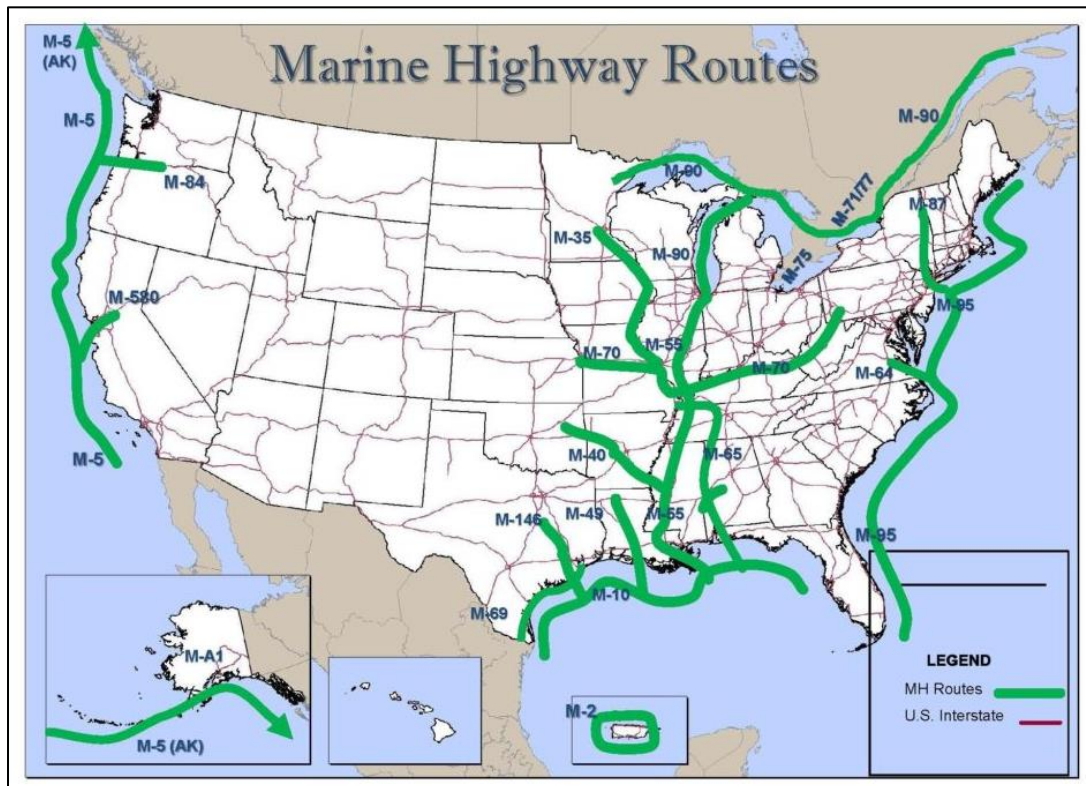 Marine Highway Routes
M-5
(AK)
M-5
M-84
M-580
M-5
M-90
M-90
M-71/77
M-87
M-35
M-90
M-75
M-95
M-70
M-55
M-70
M-64
M-40
M-65
M-146
M-49
M-55
M-95
M-69
M-10
M-A1
M-5 (AK)
M-2
LEGEND
MH Routes
U.S. Interstate